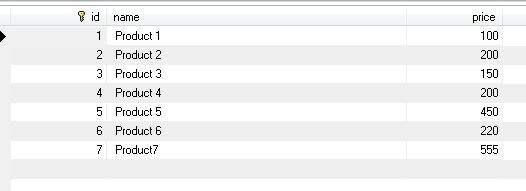 id name price
1 Product 1 100
2 Product 2 200
3 Product 3 150
4 Product 4 200
5 Product 5 450
6 Product 6 220
7 Product7 555